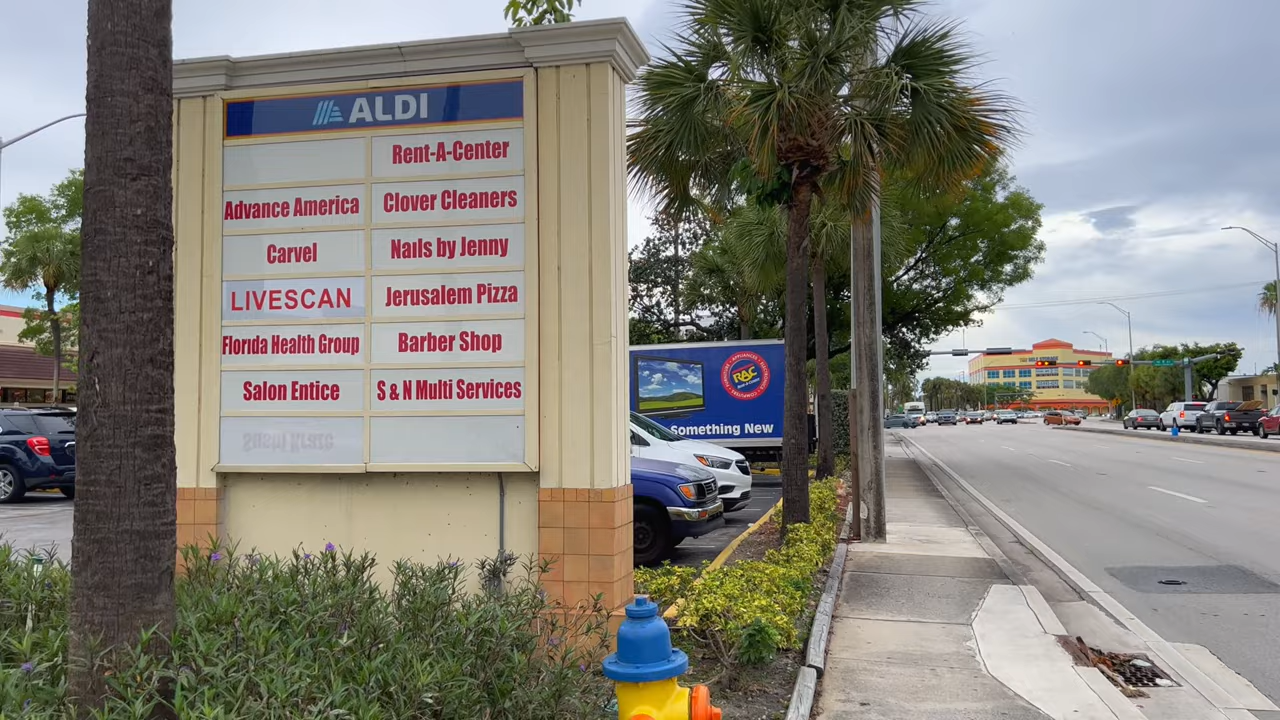 ALDI
Rent-A-Center
Advance America
Clover Cleaners
Carvel
Nails by Jenny
LIVESCAN
Jerusalem Pizza
Florida Health Group
Barber Shop
Salon Entice
S & N Multi Services
RAC
Something New